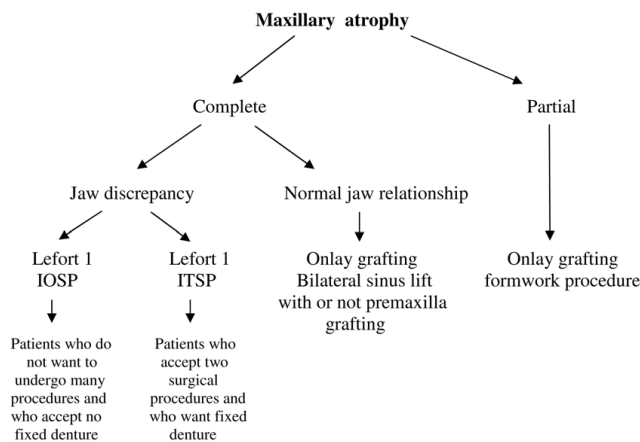 Maxillary atrophy
Complete
Partial
Jaw discrepancy
Normal jaw relationship
Lefort 1
IOSP
Lefort 1
ITSP
Onlay grafting
Bilateral sinus lift
with or not premaxilla
grafting
Onlay grafting
formwork procedure
Patients who do
not want to
undergo many
procedures and
who accept no
fixed denture
Patients who
accept two
surgical
procedures and
who want fixed
denture